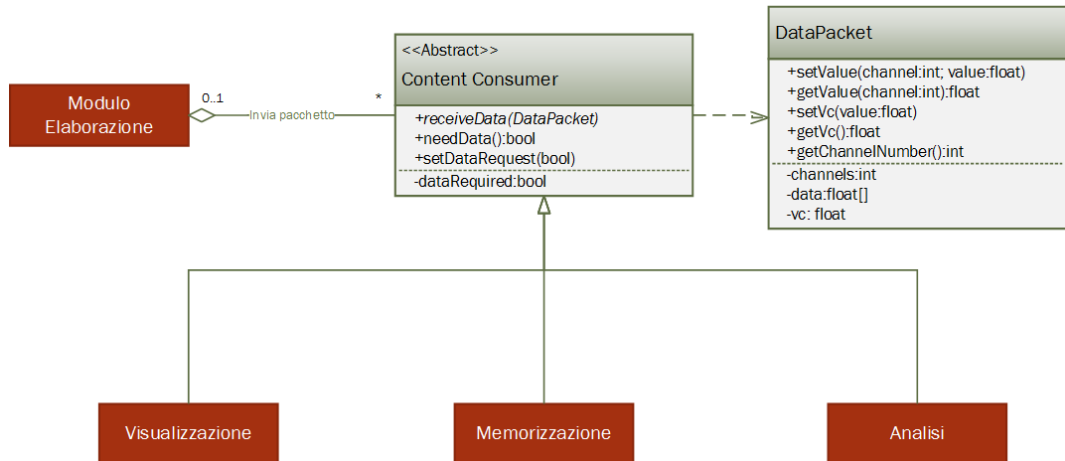 Modulo
Elaborazione
0..1
Invia pacchetto
*
<<Abstract>>
Content Consumer
+receiveData(DataPacket)
+needData():bool
+setDataRequest(bool)
-dataRequired:bool
DataPacket
+setValue(channel:int; value:float)
+getValue(channel:int):float
+setVc(value:float)
+getVc():float
+getChannelNumber():int
-channels:int
-data:float[]
-vc: float
Visualizzazione
Memorizzazione
Analisi